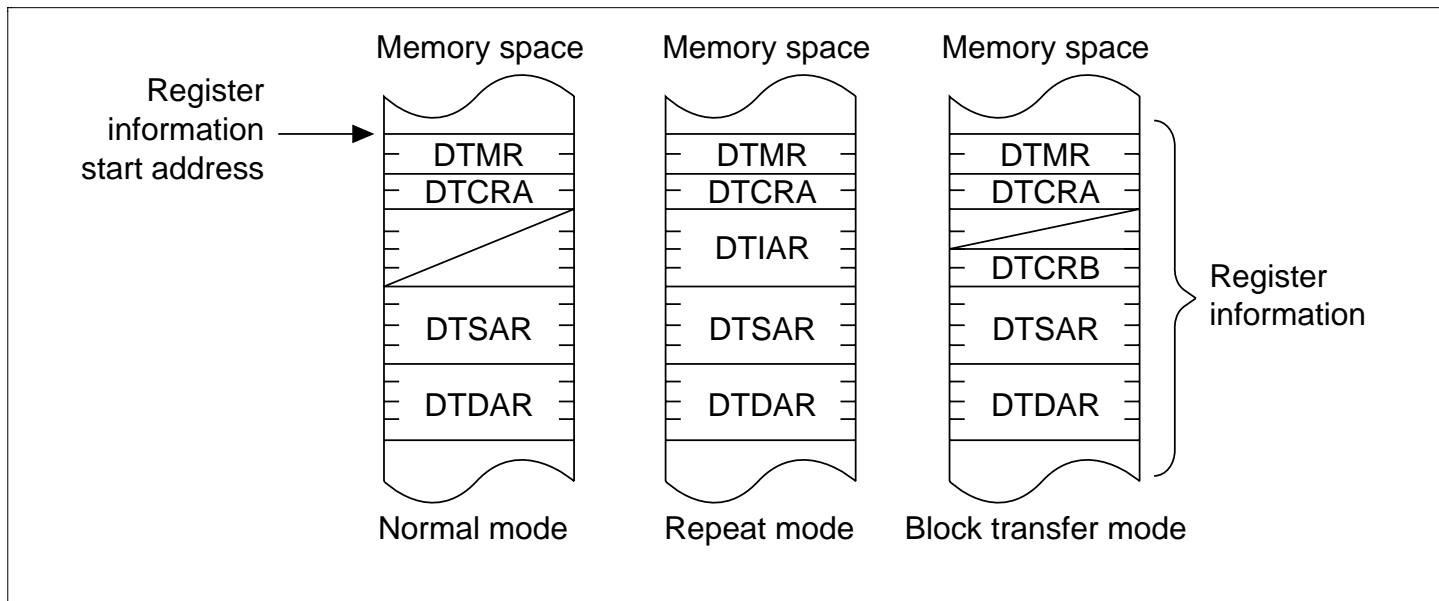 Memory space
Memory space
Memory space
Register
information
start address
DTMR
DTCRA
DTSAR
DTDAR
Normal mode
DTMR
DTCRA
DTIAR
DTSAR
DTDAR
Repeat mode
DTMR
DTCRA
DTCRB
DTSAR
DTDAR
Block transfer mode
Register
information